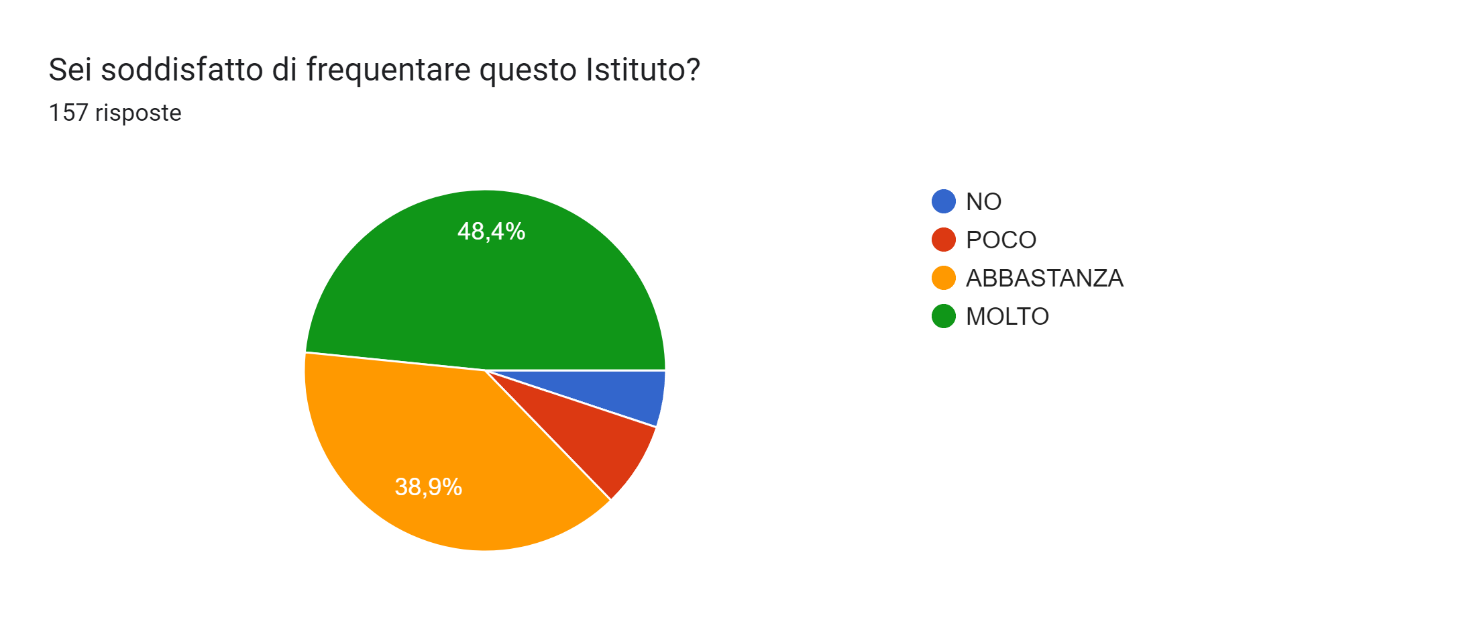 Sei soddisfatto di frequentare questo Istituto?
157 risposte
48,4%
38,9%
NO
POCO
ABBASTANZA
MOLTO